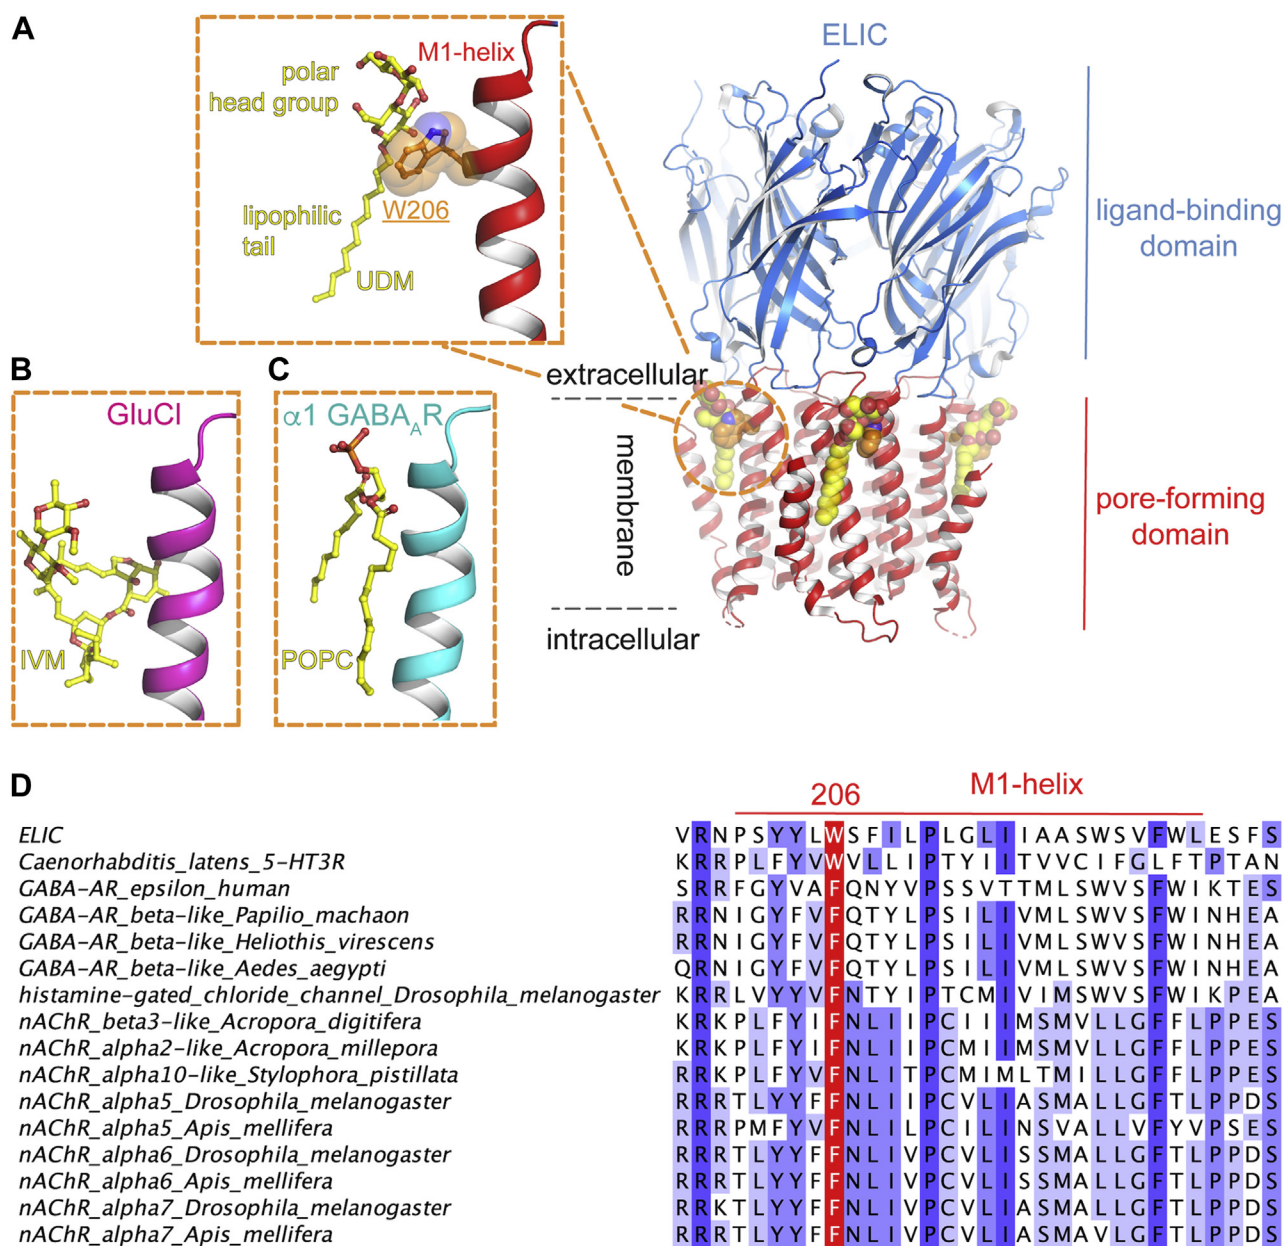 A
ELIC
M1-helix
polar
head group
W206
lipophilic
tail
UDM
ligand-binding
domain
B
C
extracellular
GluCl
α1 GABA_AR
membrane
pore-forming
domain
IVM
POPC
intracellular
D
206
M1-helix
ELIC VRNPSYYLWSFILPLGLIIAASWSVFWLESFS
Caenorhabditis_latens_5-HT3R KRRPLFYVWVLLIPTYIITVVCIFGLFTPTAN
GABA-AR_epsilon_human SRRFGYVAFQNYVPSSVTTMLSWVSFWIKTES
GABA-AR_beta-like_Papilio_machaon RRNIGYFVFQTYLPSILIVMLSWVSFWINHEA
GABA-AR_beta-like_Heliothis_virescens RRNIGYFVFQTYLPSILIVMLSWVSFWINHEA
GABA-AR_beta-like_Aedes_aegypti QRNIGYFVFQTYLPSILIVMLSWVSFWINHEA
histamine-gated_chloride_channel_Drosophila_melanogaster KRRLVYYVFNTYIPTCMIVIMSWVSFWIKPEA
nAChR_beta3-like_Acropora_digitifera KRKPLFYIFNLIIPCIIIMSMVLLGFFLPPES
nAChR_alpha2-like_Acropora_millepora KRKPLFYIFNLIIPCMIIMSMVLLGFFLPPES
nAChR_alpha10-like_Stylophora_pistillata RRKPLFYVFNLITPCMIMLTMILLGFFLPPES
nAChR_alpha5_Drosophila_melanogaster RRRTLYYFFNLIIPCVLIASMALLGFTLPPDS
nAChR_alpha5_Apis_mellifera RRRPMFYVFNLILPCILINSVALLVFYVPSES
nAChR_alpha6_Drosophila_melanogaster RRRTLYYFFNLIVPCVLISSMALLGFTLPPDS
nAChR_alpha6_Apis_mellifera RRRTLYYFFNLIVPCVLISSMALLGFTLPPDS
nAChR_alpha7_Drosophila_melanogaster RRKTLYYFFNLIVPCVLIASMALLGFTLPPDS
nAChR_alpha7_Apis_mellifera RRRTLYYFFNLIVPCVLIASMAVLGFTLPPDS